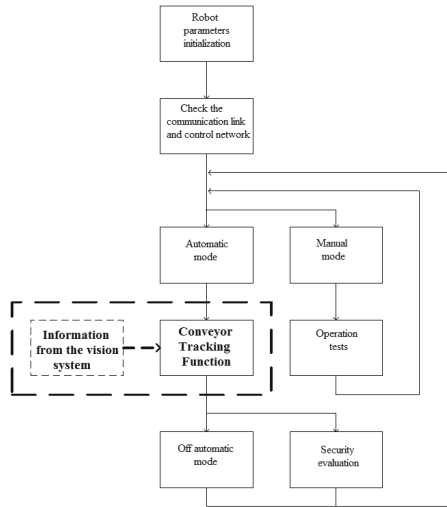 Robot
parameters
initialization
Check the
communication link
and control network
Automatic
mode
Manual
mode
Information
from the vision
system
Conveyor
Tracking
Function
Operation
tests
Off automatic
mode
Security
evaluation